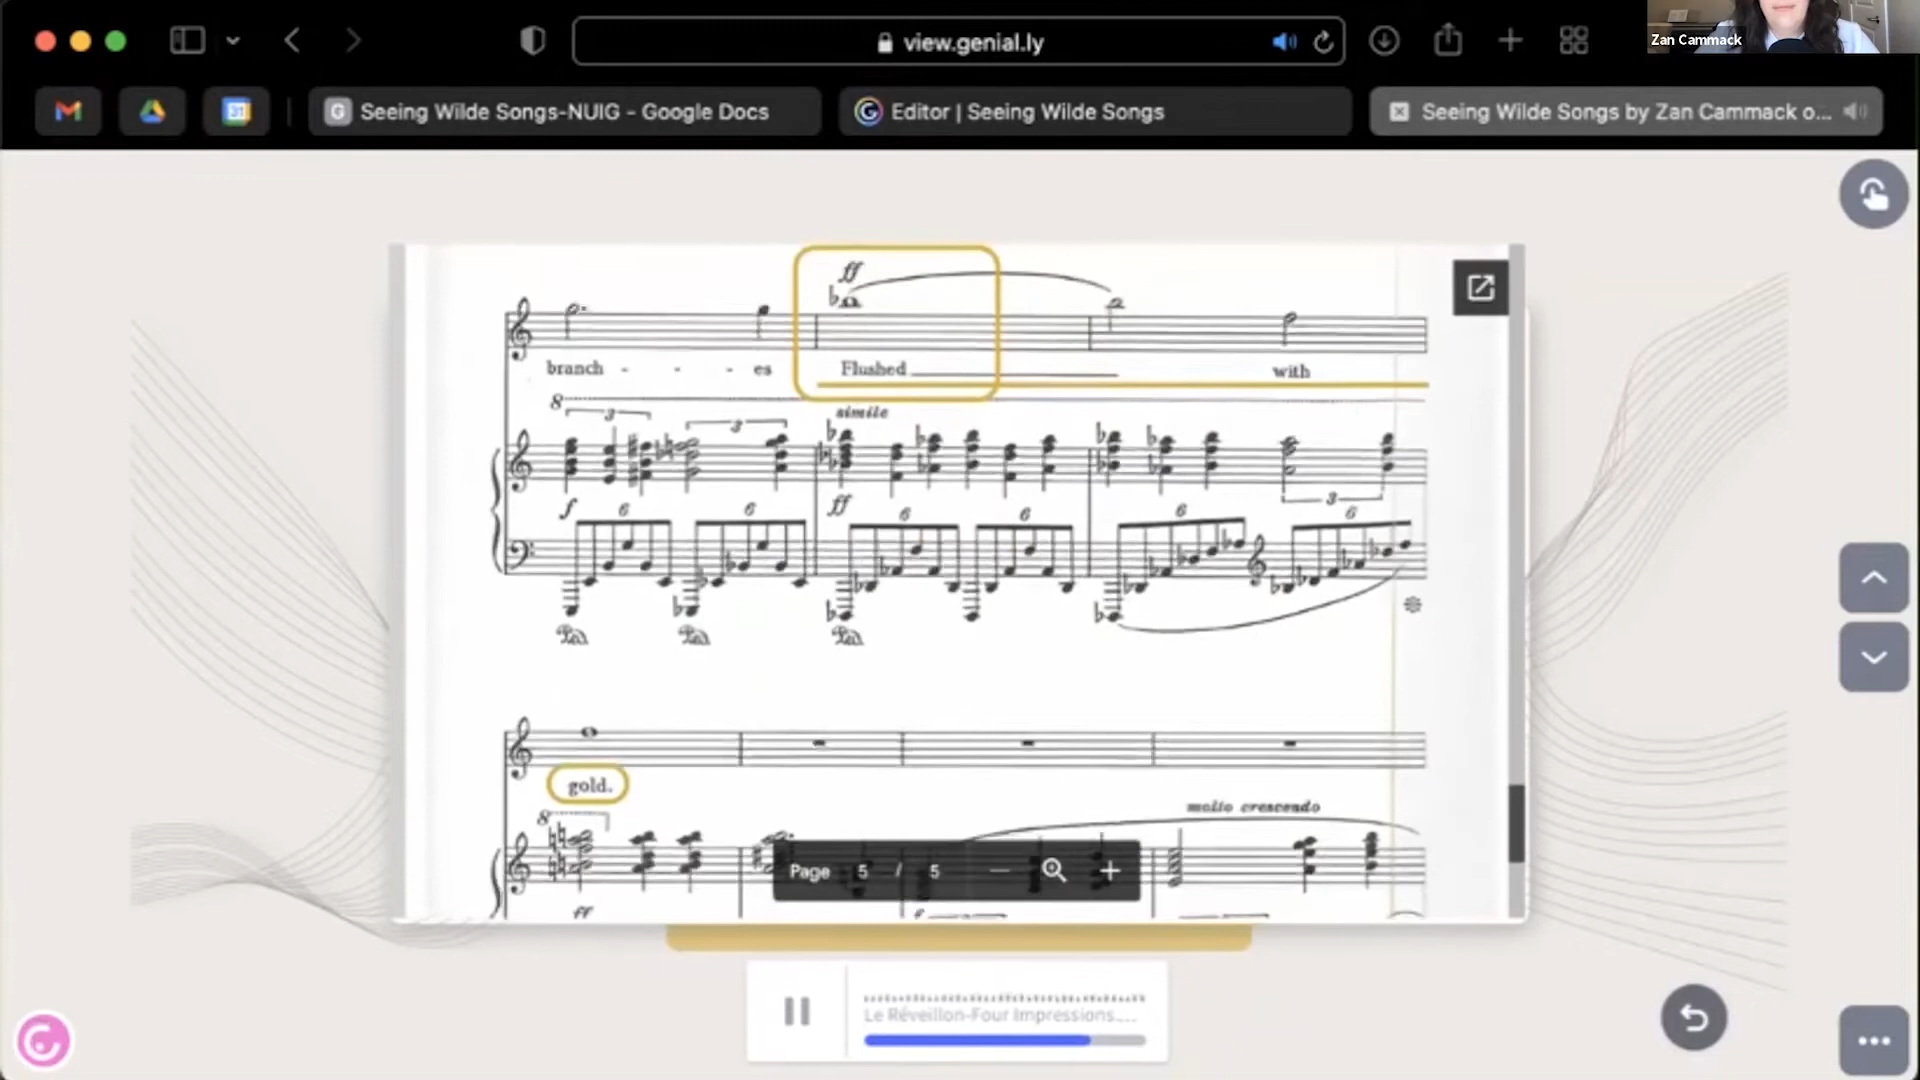 view.genial.ly
Zan Cammack
Seeing Wilde Songs-NUIG - Google Docs
Editor | Seeing Wilde Songs
Seeing Wilde Songs by Zan Cammack o...
ff
branch - - - es Flushed with
8
simile
3 3
f 6 6 ff 6 6 6 3 6
gold.
8
molto crescendo
Page 5 / 5
ff
Le Réveillon-Four Impressions....